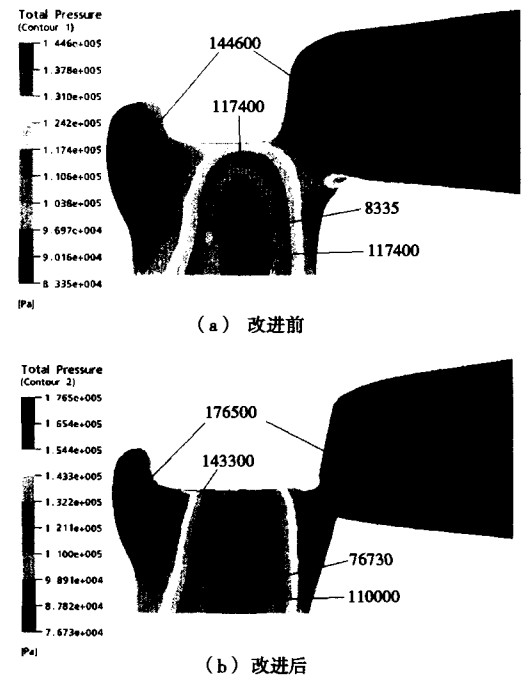 Total Pressure
(Contour 1)
1.446e+005
1.378e+005
1.310e+005
1.242e+005
1.174e+005
1.106e+005
1.038e+005
9.697e+004
9.016e+004
8.335e+004
[Pa]
144600
117400
8335
117400
(a) 改进前
Total Pressure
(Contour 2)
1.765e+005
1.654e+005
1.544e+005
1.433e+005
1.322e+005
1.211e+005
1.100e+005
9.891e+004
8.782e+004
7.673e+004
[Pa]
176500
143300
76730
110000
(b) 改进后